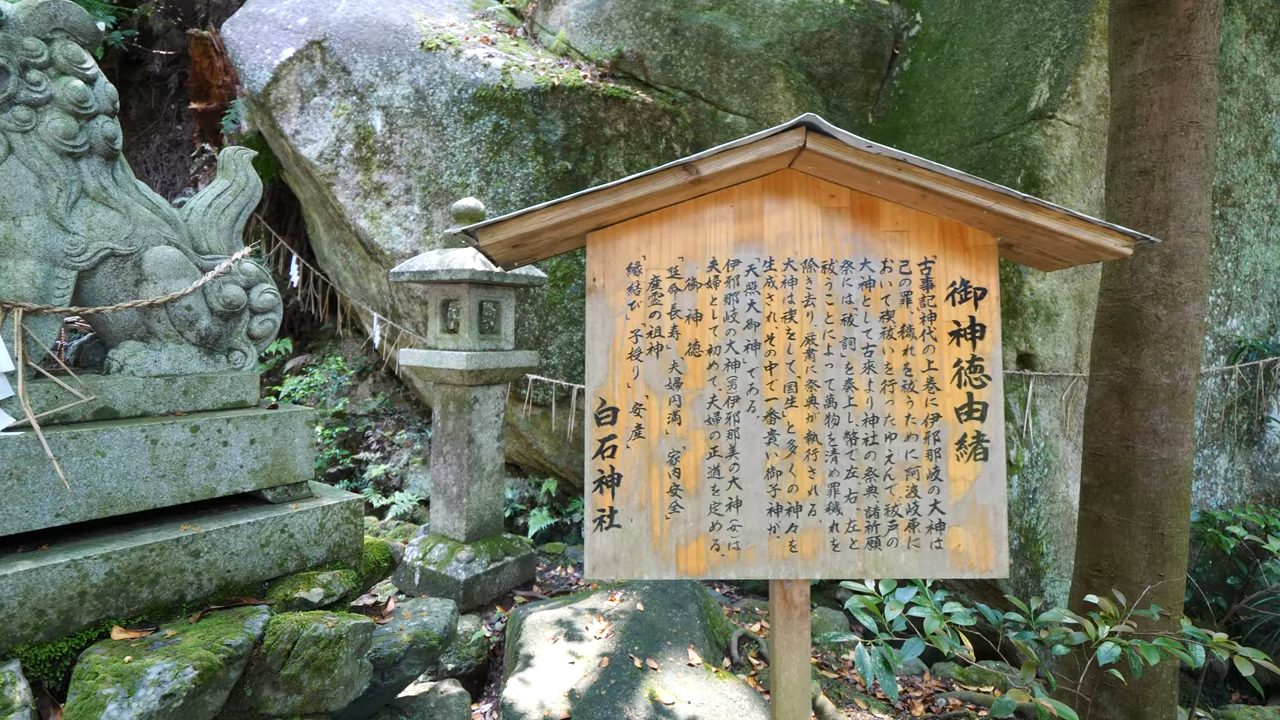 御神徳由緒
「古事記神代の上巻に伊邪那岐の大神は
己の罪、穢れを祓うために阿波岐原に
おいて禊祓いを行ったゆえんで祓戸の
大神として古来より神社の祭典、諸祈願
祭には「祓詞」を奏上し幣で左、右、左と
祓うことによって萬物を清め罪穢れを
除き去り、厳粛に祭典が執行される。
大神は禊をして、国生と多くの神々を
生成され、その中で一番貴い御子神が、
「天照大御神」である。
伊邪那岐の大神(男)伊邪那美の大神(女)は
夫婦として初めて、夫婦の正道を定める。
御神徳
「延命長寿」「夫婦円満」「家内安全」
「産霊の祖神」
「縁結び」「子授り」「安産」
白石神社